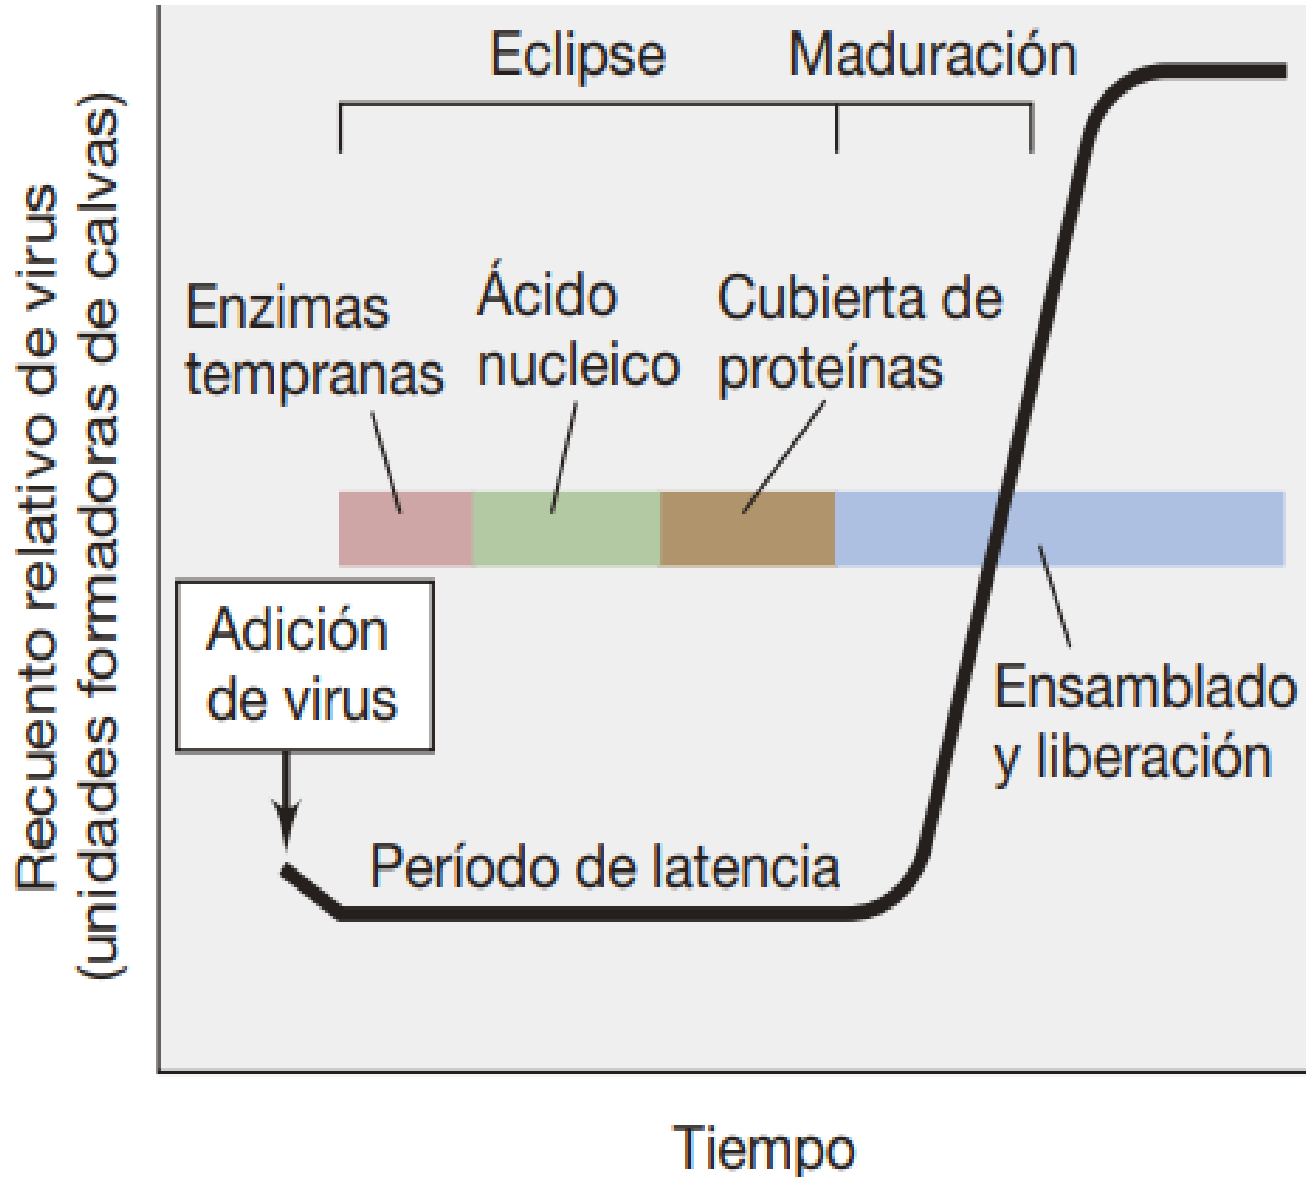 Eclipse
Maduración
Enzimas
tempranas
Ácido
nucleico
Cubierta de
proteínas
Adición
de virus
Ensamblado
y liberación
Período de latencia
Recuento relativo de virus
(unidades formadoras de calvas)
Tiempo